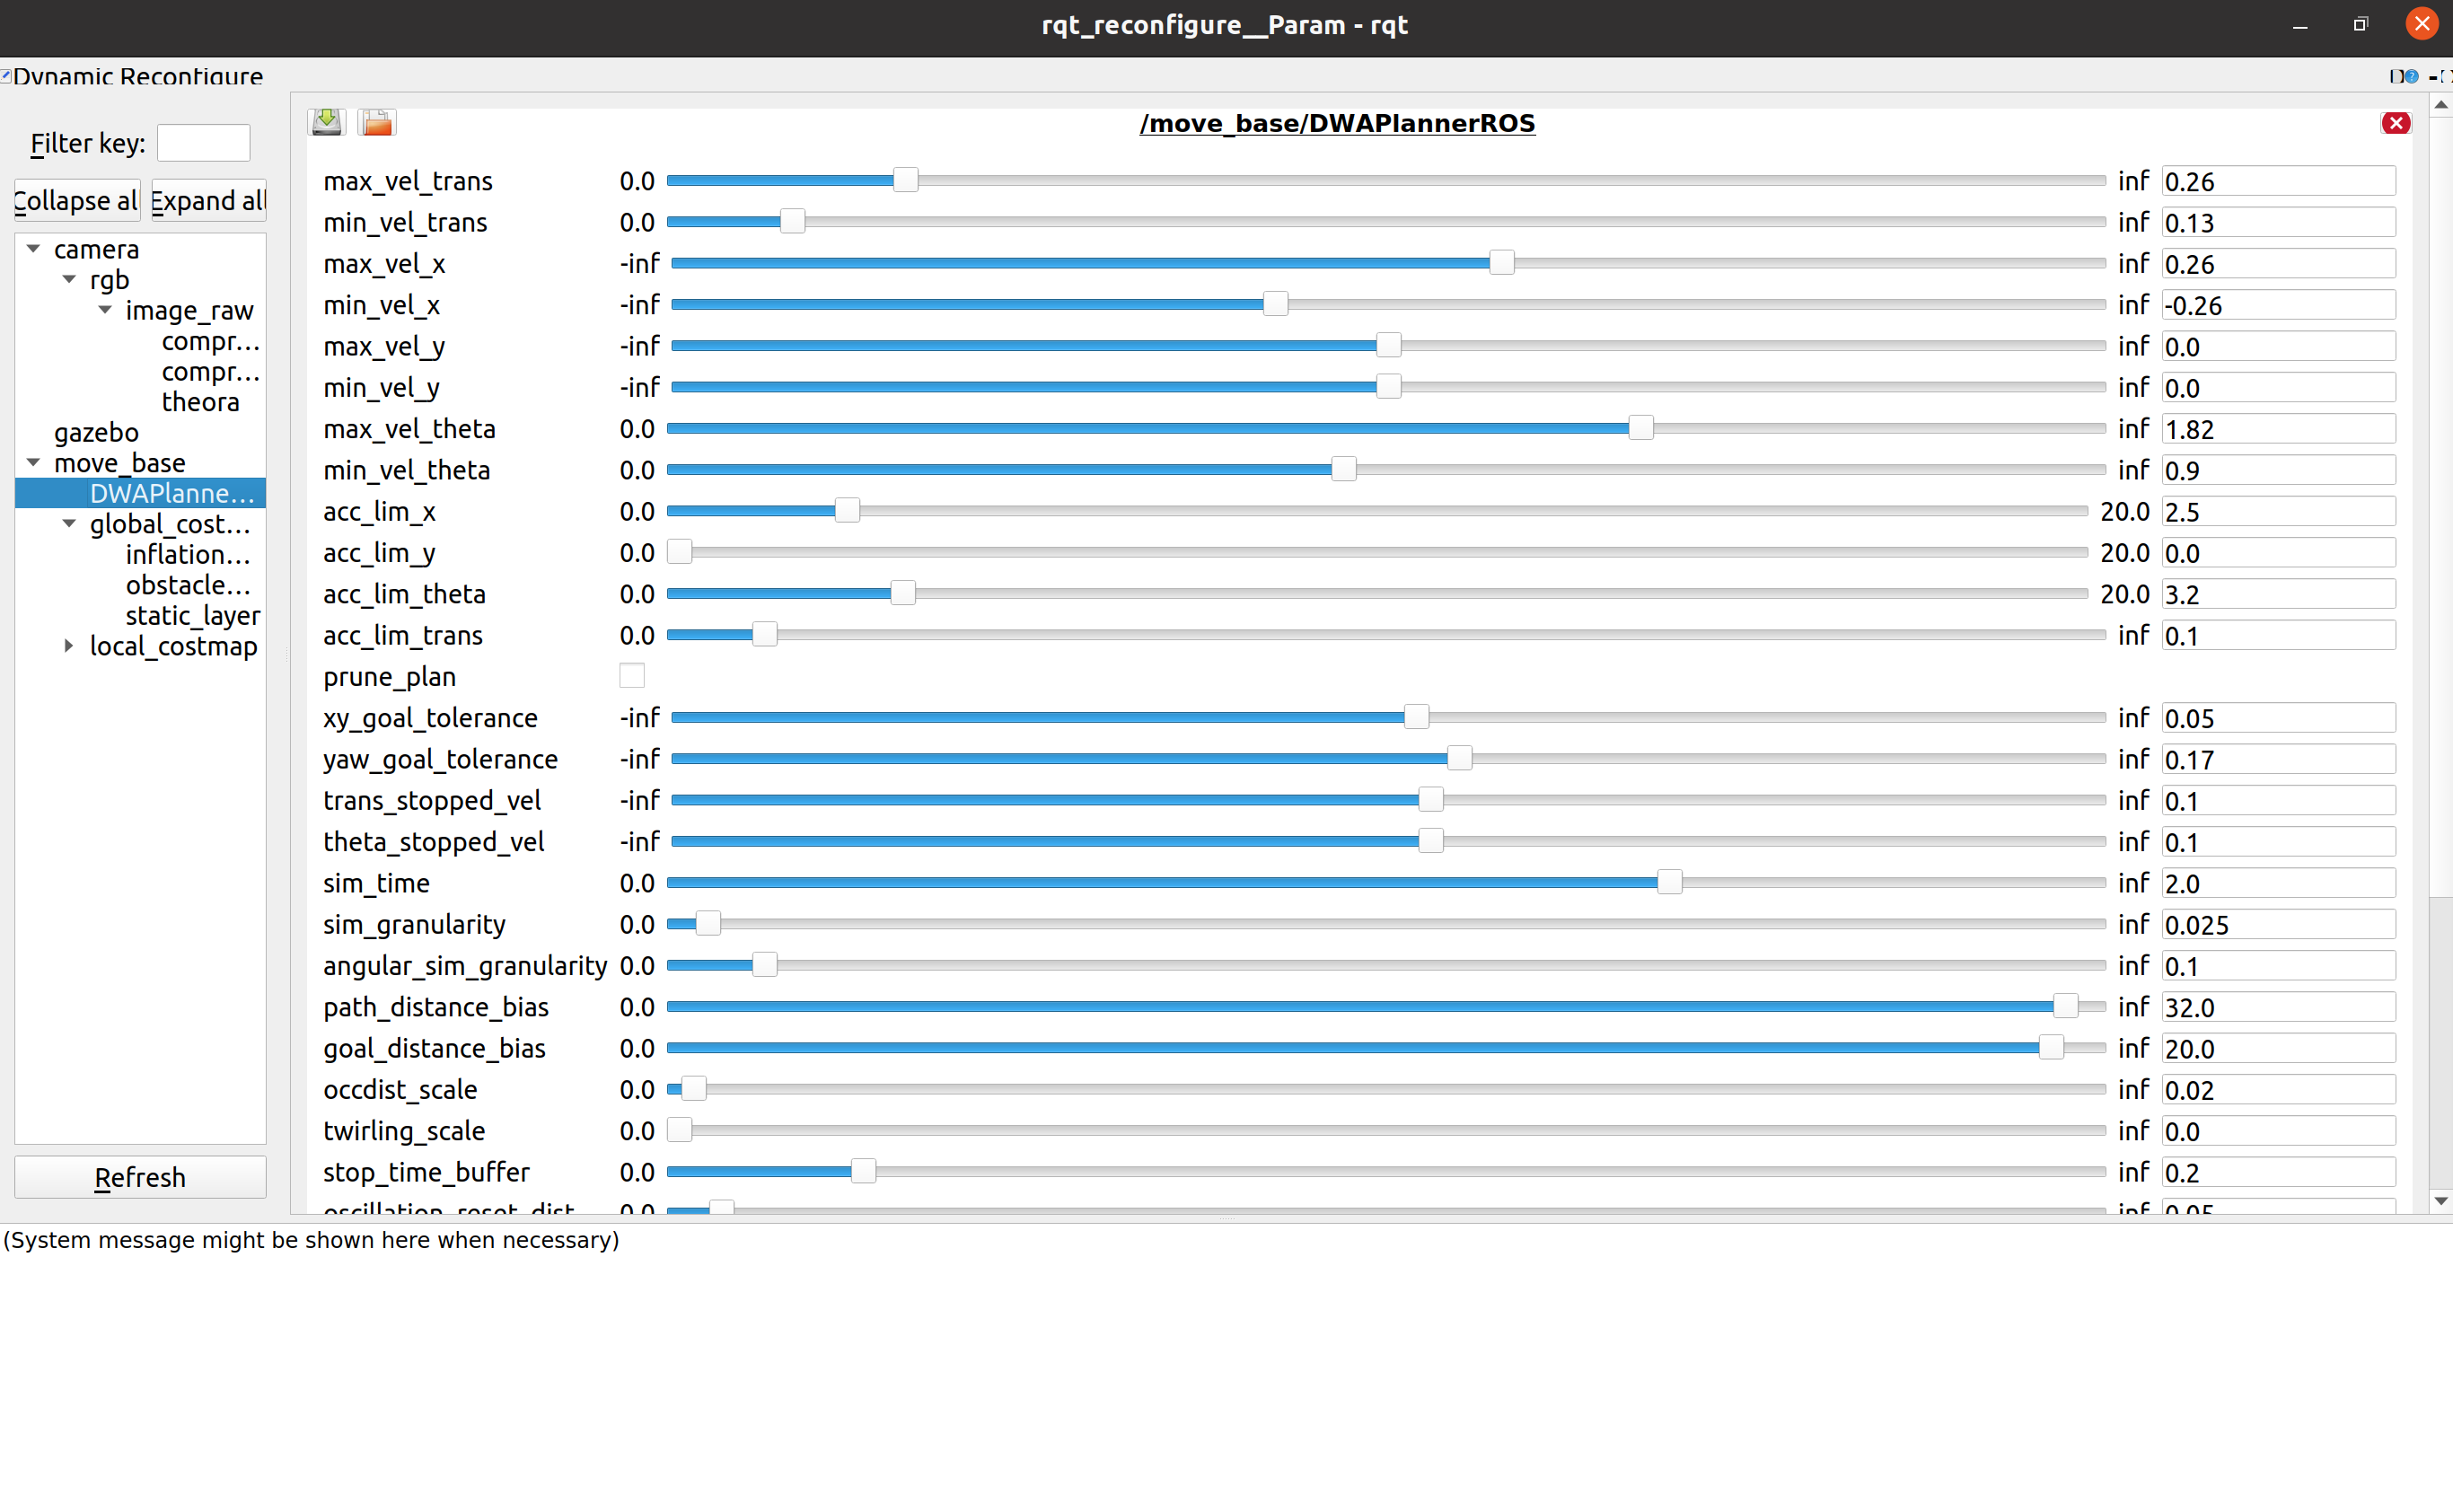 rqt_reconfigure__Param - rqt
Dynamic Reconfigure
Filter key:
Collapse al
Expand all
camera
rgb
image_raw
compr...
compr...
theora
gazebo
move_base
DWAPlanne...
global_cost...
inflation...
obstacle...
static_layer
local_costmap
Refresh
/move_base/DWAPlannerROS
max_vel_trans 0.0 inf 0.26
min_vel_trans 0.0 inf 0.13
max_vel_x -inf inf 0.26
min_vel_x -inf inf -0.26
max_vel_y -inf inf 0.0
min_vel_y -inf inf 0.0
max_vel_theta 0.0 inf 1.82
min_vel_theta 0.0 inf 0.9
acc_lim_x 0.0 20.0 2.5
acc_lim_y 0.0 20.0 0.0
acc_lim_theta 0.0 20.0 3.2
acc_lim_trans 0.0 inf 0.1
prune_plan
xy_goal_tolerance -inf inf 0.05
yaw_goal_tolerance -inf inf 0.17
trans_stopped_vel -inf inf 0.1
theta_stopped_vel -inf inf 0.1
sim_time 0.0 inf 2.0
sim_granularity 0.0 inf 0.025
angular_sim_granularity 0.0 inf 0.1
path_distance_bias 0.0 inf 32.0
goal_distance_bias 0.0 inf 20.0
occdist_scale 0.0 inf 0.02
twirling_scale 0.0 inf 0.0
stop_time_buffer 0.0 inf 0.2
oscillation_reset_dist 0.0 inf 0.05
(System message might be shown here when necessary)